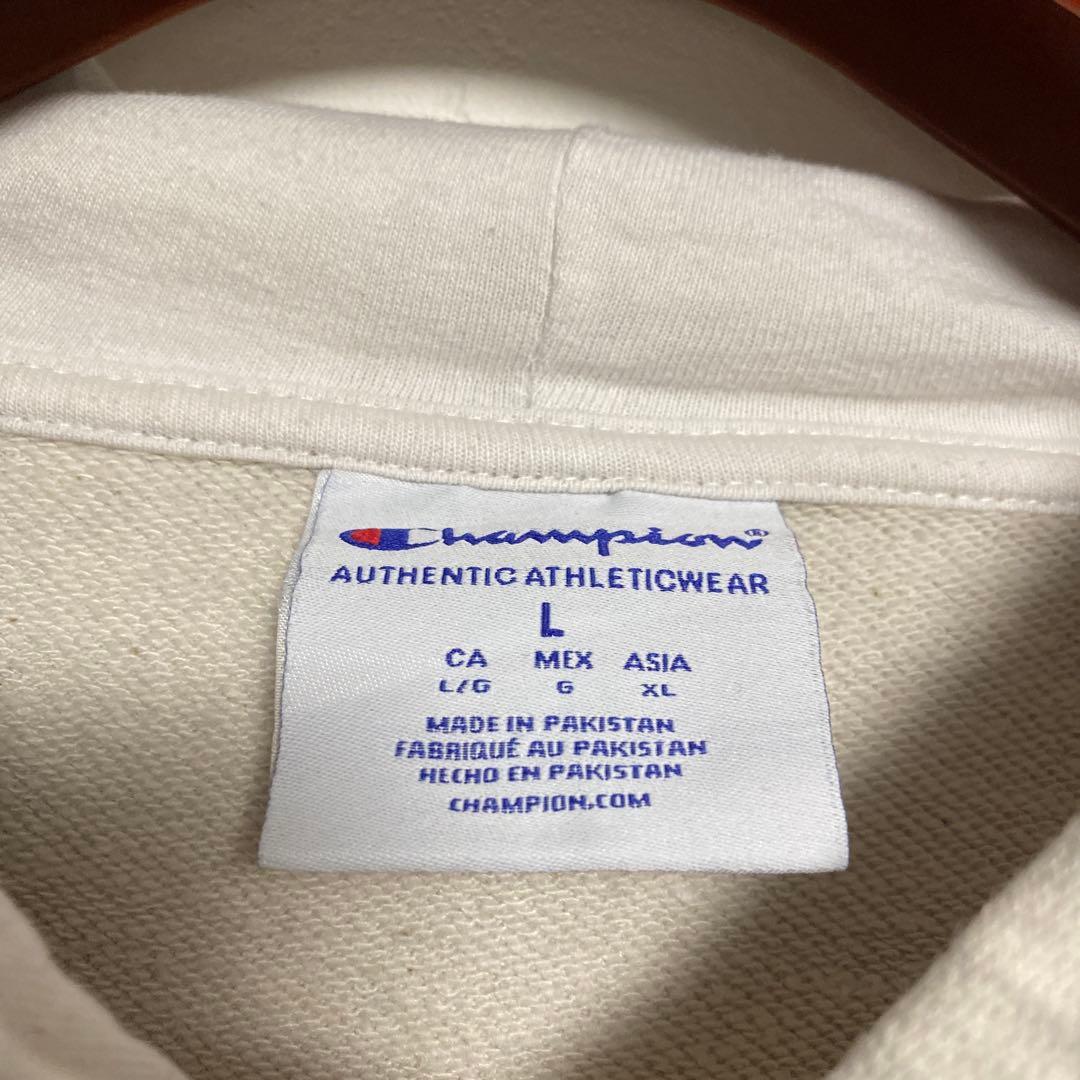 Champion®
AUTHENTIC ATHLETICWEAR
L
CA MEX ASIA
L/G G XL
MADE IN PAKISTAN
FABRIQUÉ AU PAKISTAN
HECHO EN PAKISTAN
CHAMPION.COM